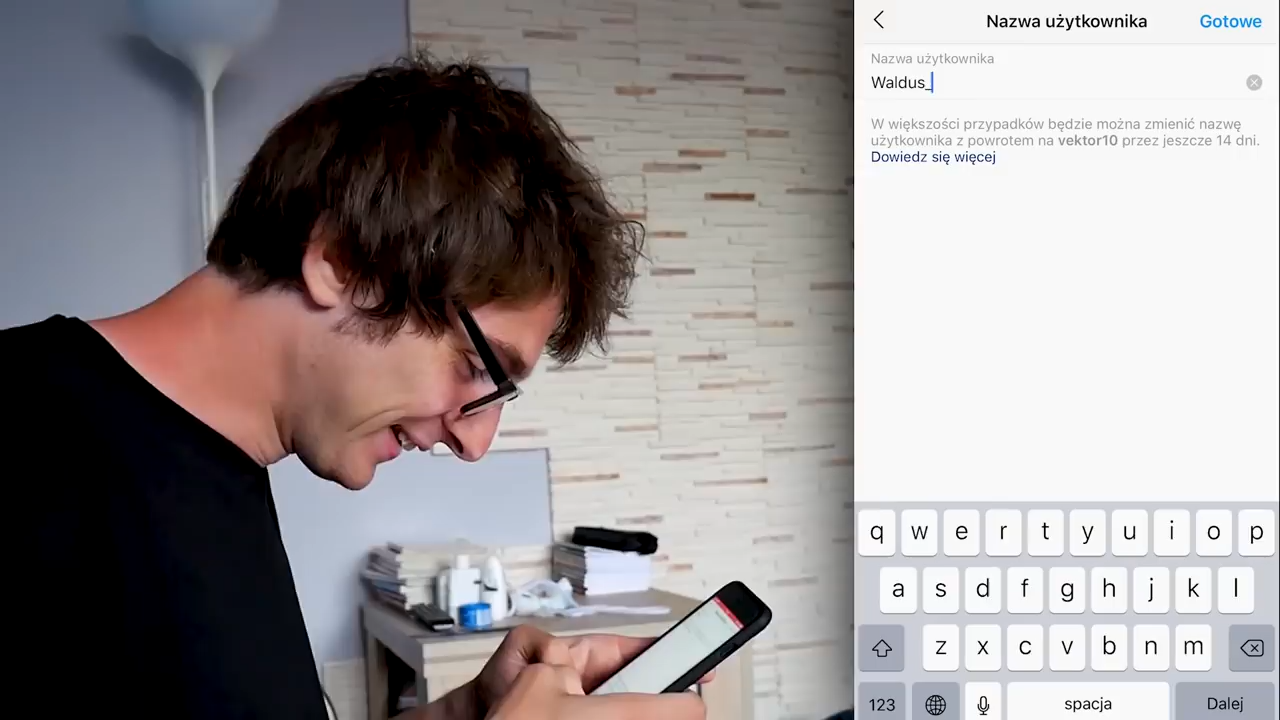 Nazwa użytkownika
Gotowe
Nazwa użytkownika
Waldus_
W większości przypadków będzie można zmienić nazwę
użytkownika z powrotem na vektor10 przez jeszcze 14 dni.
Dowiedz się więcej
q w e r t y u i o p
a s d f g h j k l
z x c v b n m
123
spacja
Dalej